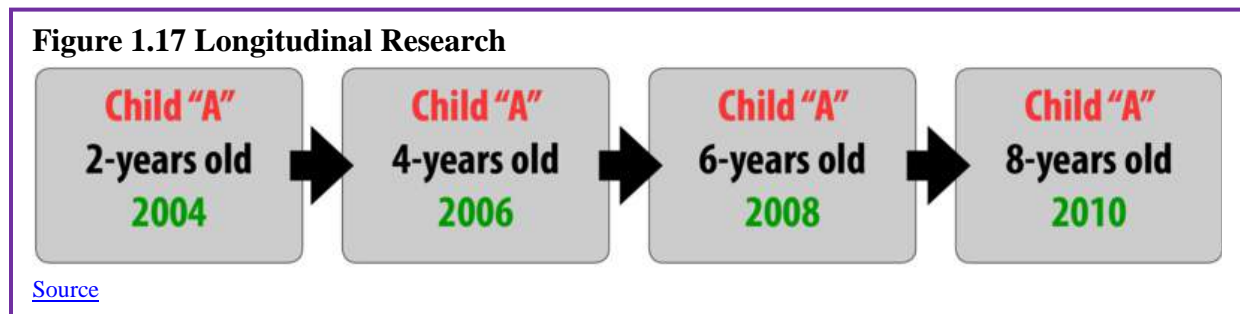 Figure 1.17 Longitudinal Research
Child “A”
2-years old
2004
Child “A”
4-years old
2006
Child “A”
6-years old
2008
Child “A”
8-years old
2010
Source